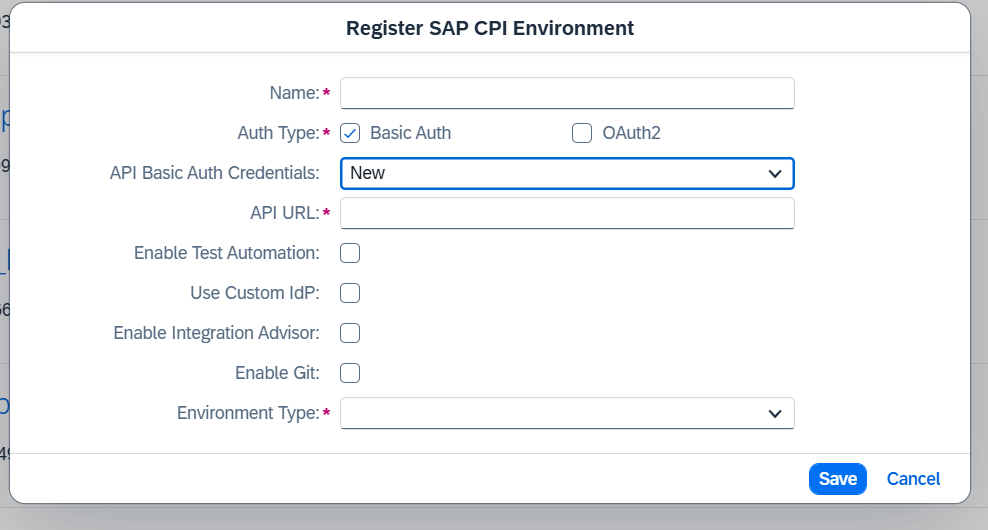 Register SAP CPI Environment
Name:*
Auth Type:* Basic Auth OAuth2
API Basic Auth Credentials: New
API URL:*
Enable Test Automation:
Use Custom IdP:
Enable Integration Advisor:
Enable Git:
Environment Type:*
Save Cancel